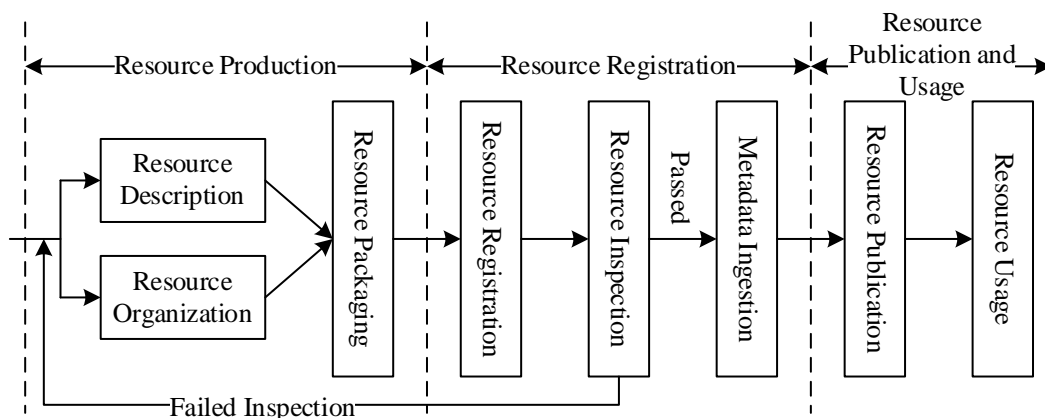 Resource Production
Resource Registration
Resource
Publication and
Usage
Resource
Description
Resource
Organization
Resource Packaging
Resource Registration
Resource Inspection
Passed
Metadata Ingestion
Resource Publication
Resource Usage
Failed Inspection